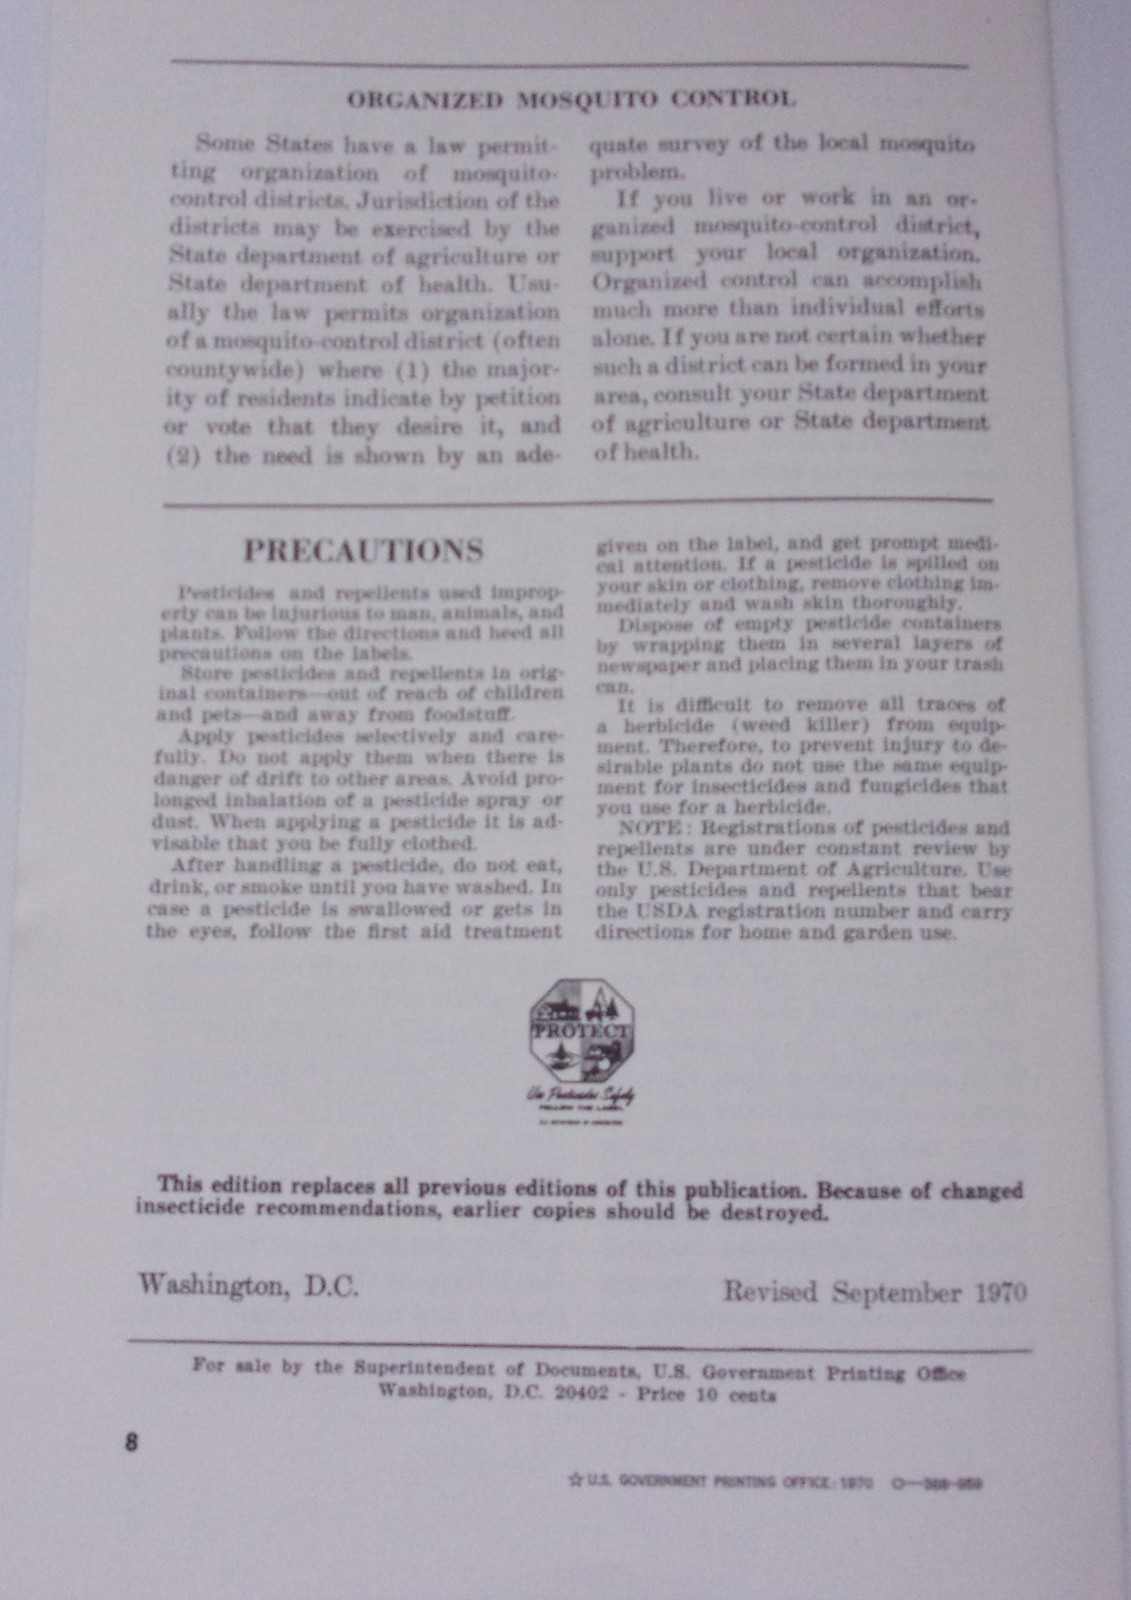 ORGANIZED MOSQUITO CONTROL
Some States have a law permit-
ting organization of mosquito-
control districts. Jurisdiction of the
districts may be exercised by the
State department of agriculture or
State department of health. Usu-
ally the law permits organization
of a mosquito-control district (often
countywide) where (1) the major-
ity of residents indicate by petition
or vote that they desire it, and
(2) the need is shown by an ade-
quate survey of the local mosquito
problem.
If you live or work in an or-
ganized mosquito-control district,
support your local organization.
Organized control can accomplish
much more than individual efforts
alone. If you are not certain whether
such a district can be formed in your
area, consult your State department
of agriculture or State department
of health.
PRECAUTIONS
Pesticides and repellents used improp-
erly can be injurious to man, animals, and
plants. Follow the directions and heed all
precautions on the labels.
Store pesticides and repellents in orig-
inal containers—out of reach of children
and pets—and away from foodstuff.
Apply pesticides selectively and care-
fully. Do not apply them when there is
danger of drift to other areas. Avoid pro-
longed inhalation of a pesticide spray or
dust. When applying a pesticide it is ad-
visable that you be fully clothed.
After handling a pesticide, do not eat,
drink, or smoke until you have washed. In
case a pesticide is swallowed or gets in
the eyes, follow the first aid treatment
given on the label, and get prompt medi-
cal attention. If a pesticide is spilled on
your skin or clothing, remove clothing im-
mediately and wash skin thoroughly.
Dispose of empty pesticide containers
by wrapping them in several layers of
newspaper and placing them in your trash
can.
It is difficult to remove all traces of
a herbicide (weed killer) from equip-
ment. Therefore, to prevent injury to de-
sirable plants do not use the same equip-
ment for insecticides and fungicides that
you use for a herbicide.
NOTE: Registrations of pesticides and
repellents are under constant review by
the U.S. Department of Agriculture. Use
only pesticides and repellents that bear
the USDA registration number and carry
directions for home and garden use.
PROTECT
Use Pesticides Safely
FOLLOW THE LABEL
This edition replaces all previous editions of this publication. Because of changed
insecticide recommendations, earlier copies should be destroyed.
Washington, D.C.
Revised September 1970
For sale by the Superintendent of Documents, U.S. Government Printing Office
Washington, D.C. 20402 - Price 10 cents
8
☆ U.S. GOVERNMENT PRINTING OFFICE: 1970 O—